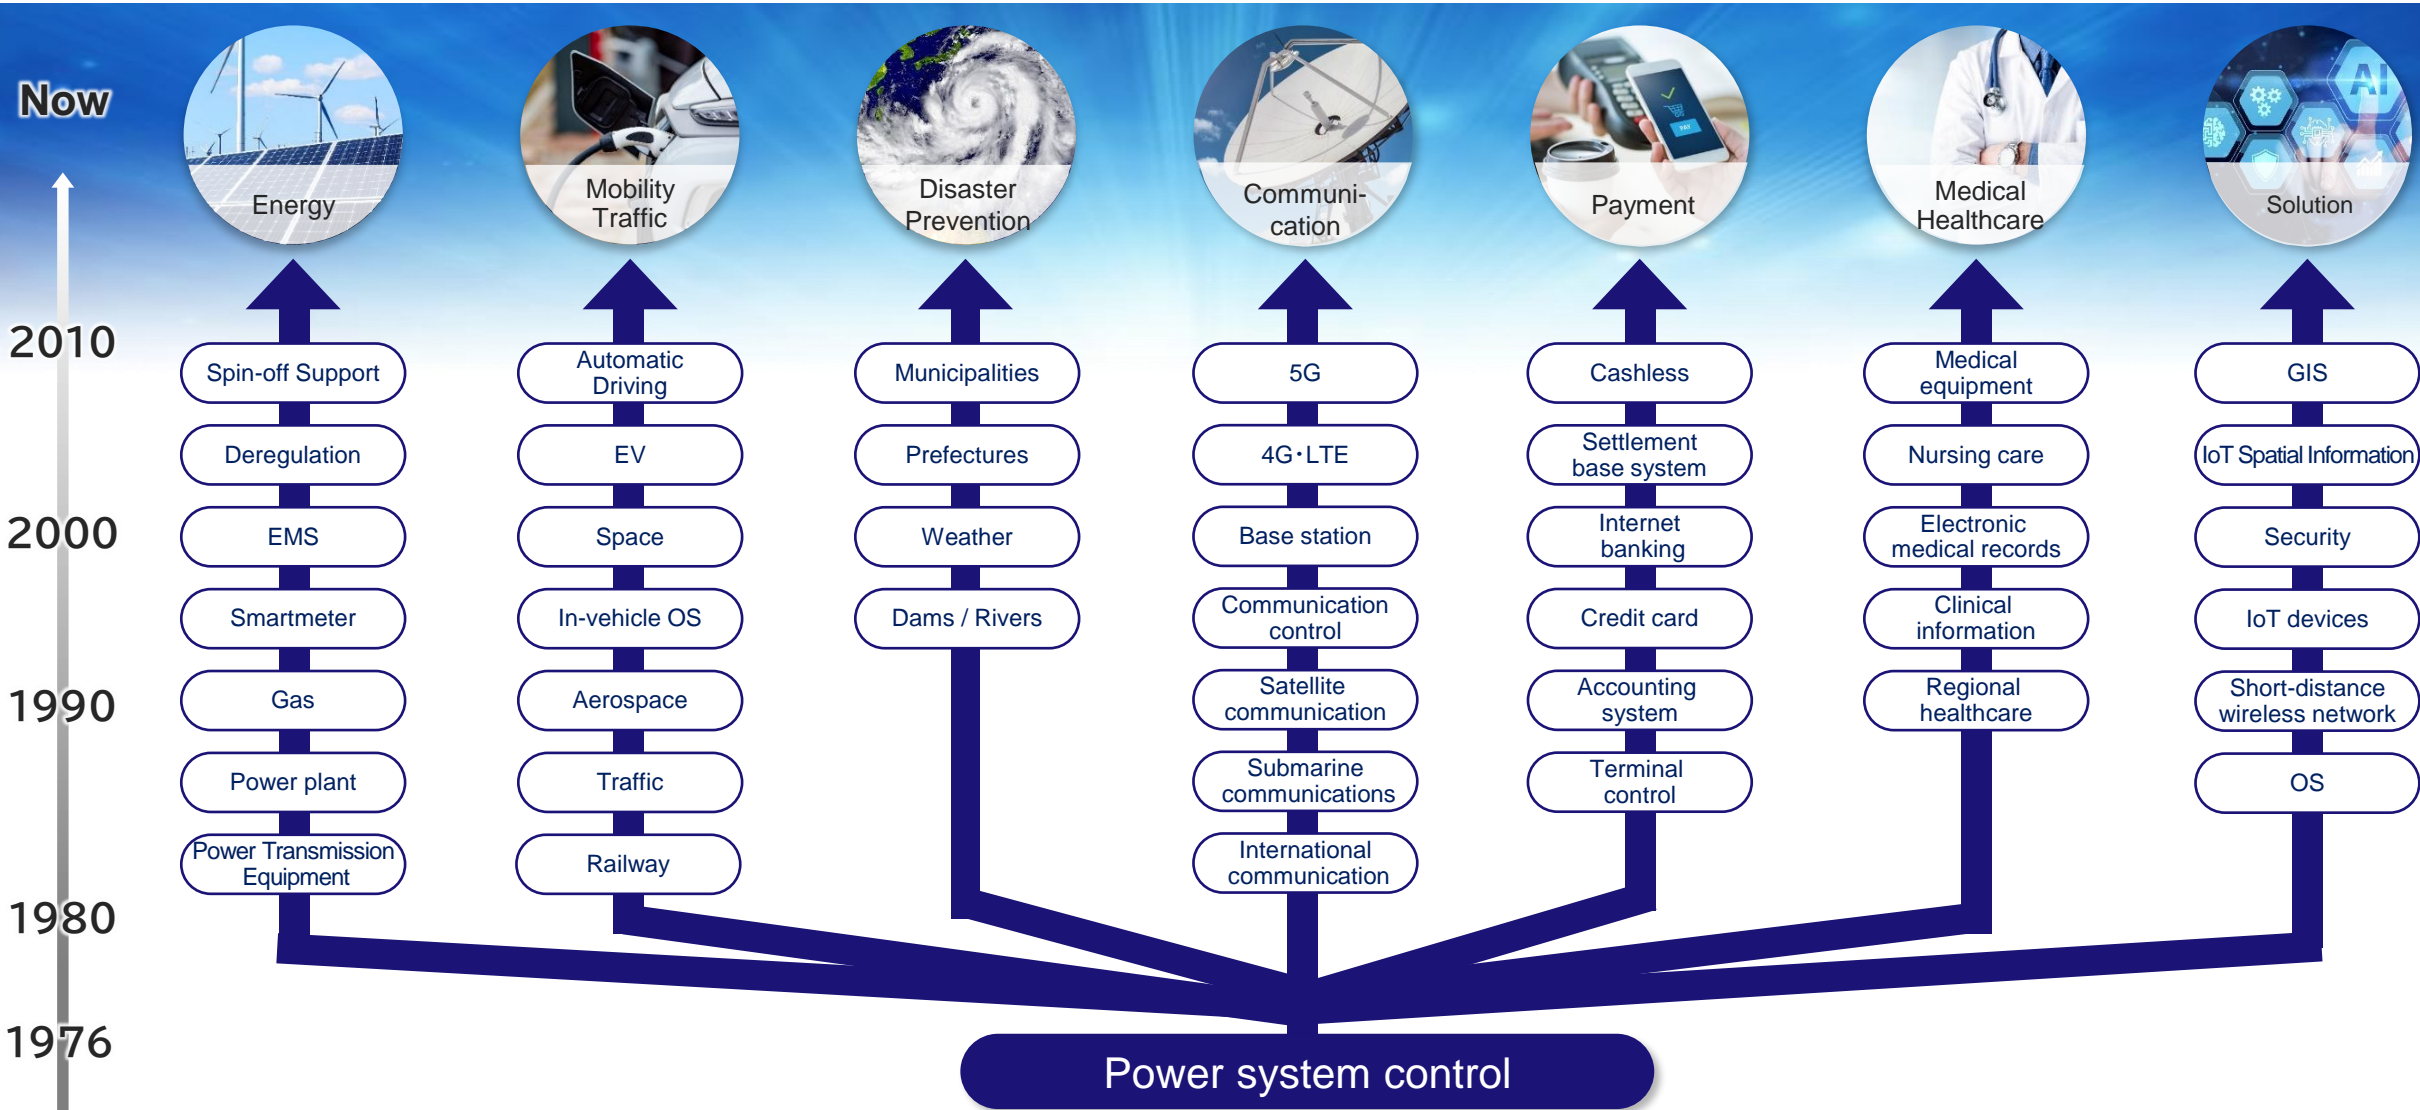 Now
2010
2000
1990
1980
1976
Energy
Spin-off Support
Deregulation
EMS
Smartmeter
Gas
Power plant
Power Transmission
Equipment
Mobility
Traffic
Automatic
Driving
EV
Space
In-vehicle OS
Aerospace
Traffic
Railway
Disaster
Prevention
Municipalities
Prefectures
Weather
Dams / Rivers
Communi-
cation
5G
4G・LTE
Base station
Communication
control
Satellite
communication
Submarine
communications
International
communication
PAY
Payment
Cashless
Settlement
base system
Internet
banking
Credit card
Accounting
system
Terminal
control
Medical
Healthcare
Medical
equipment
Nursing care
Electronic
medical records
Clinical
information
Regional
healthcare
AI
Solution
GIS
IoT Spatial Information
Security
IoT devices
Short-distance
wireless network
OS
Power system control